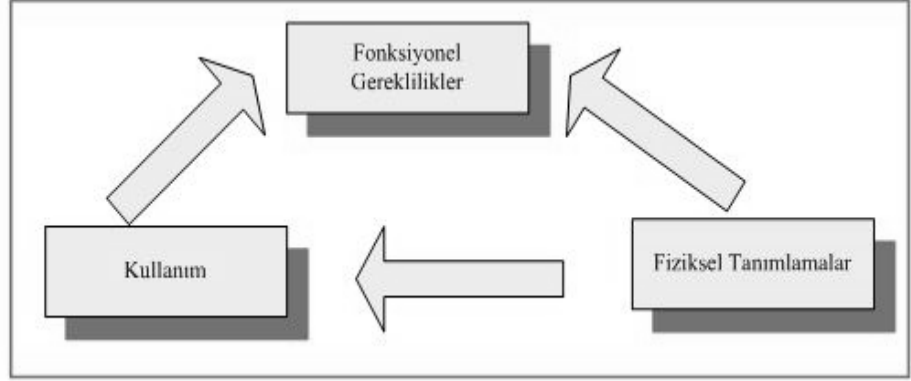 Fonksiyonel
Gereklilikler
Kullanım
Fiziksel Tanımlamalar